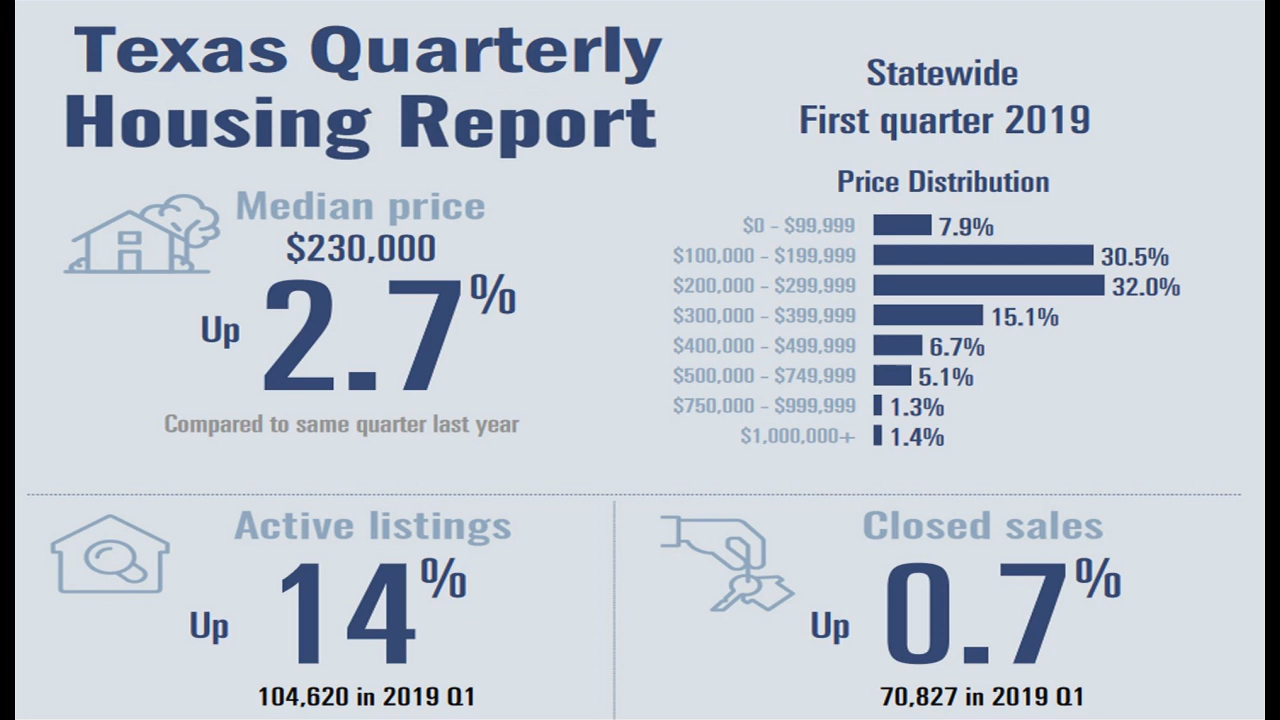 Texas Quarterly
Housing Report
Statewide
First quarter 2019
Median price
$230,000
Up 2.7%
Compared to same quarter last year
Price Distribution
$0 - $99,999 7.9%
$100,000 - $199,999 30.5%
$200,000 - $299,999 32.0%
$300,000 - $399,999 15.1%
$400,000 - $499,999 6.7%
$500,000 - $749,999 5.1%
$750,000 - $999,999 1.3%
$1,000,000+ 1.4%
Active listings
Up 14%
104,620 in 2019 Q1
Closed sales
Up 0.7%
70,827 in 2019 Q1